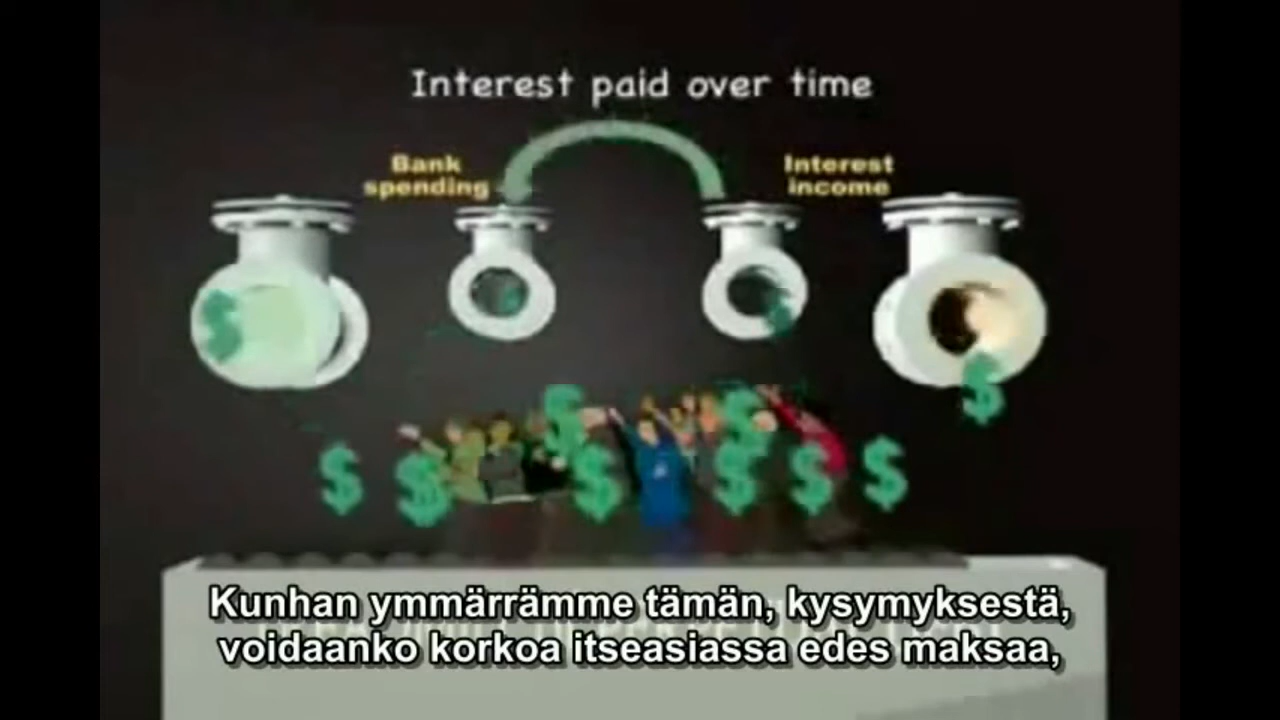 Interest paid over time
Bank
spending
Interest
income
Kunhan ymmärrämme tämän, kysymyksestä,
voidaanko korkoa itseasiassa edes maksaa,